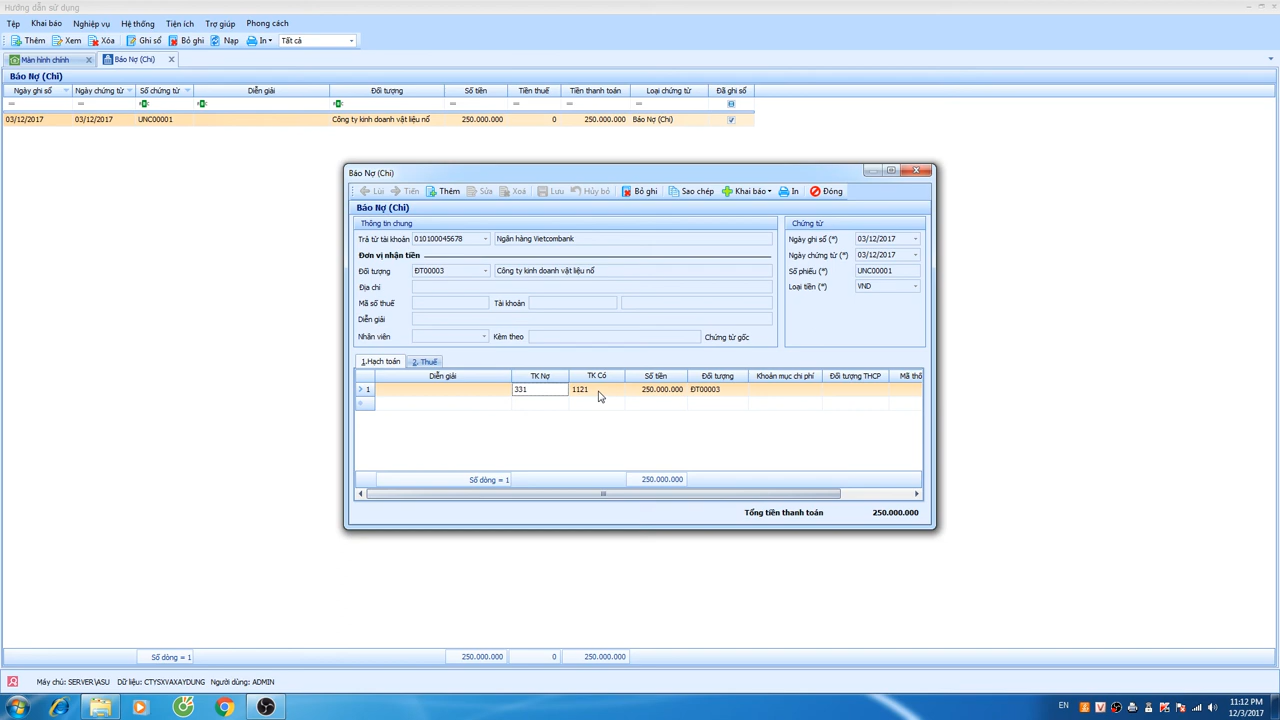 Hướng dẫn sử dụng
Tệp Khai báo Nghiệp vụ Hệ thống Tiện ích Trợ giúp Phong cách
Thêm Xem Xóa Ghi sổ Bỏ ghi Nạp In Tất cả
Màn hình chính Báo Nợ (Chi)
Báo Nợ (Chi)
Ngày ghi sổ Ngày chứng từ Số chứng từ Diễn giải Đối tượng Số tiền Tiền thuế Tiền thanh toán Loại chứng từ Đã ghi sổ
03/12/2017 03/12/2017 UNC00001 Công ty kinh doanh vật liệu nổ 250.000.000 0 250.000.000 Báo Nợ (Chi)
Báo Nợ (Chi)
Lùi Tiến Thêm Sửa Xoá Lưu Hủy bỏ Bỏ ghi Sao chép Khai báo In Đóng
Báo Nợ (Chi)
Thông tin chung Chứng từ
Trả từ tài khoản 010100045678 Ngân hàng Vietcombank Ngày ghi sổ (*) 03/12/2017
Đơn vị nhận tiền Ngày chứng từ (*) 03/12/2017
Đối tượng ĐT00003 Công ty kinh doanh vật liệu nổ Số phiếu (*) UNC00001
Địa chỉ Loại tiền (*) VND
Mã số thuế Tài khoản
Diễn giải
Nhân viên Kèm theo Chứng từ gốc
1.Hạch toán 2. Thuế
Diễn giải TK Nợ TK Có Số tiền Đối tượng Khoản mục chi phí Đối tượng THCP Mã thố
1 331 1121 250.000.000 ĐT00003
Số dòng = 1 250.000.000
Tổng tiền thanh toán 250.000.000
Số dòng = 1 250.000.000 0 250.000.000
Máy chủ: SERVER\ASU Dữ liệu: CTYSXVAXAYDUNG Người dùng: ADMIN
EN 11:12 PM
12/3/2017